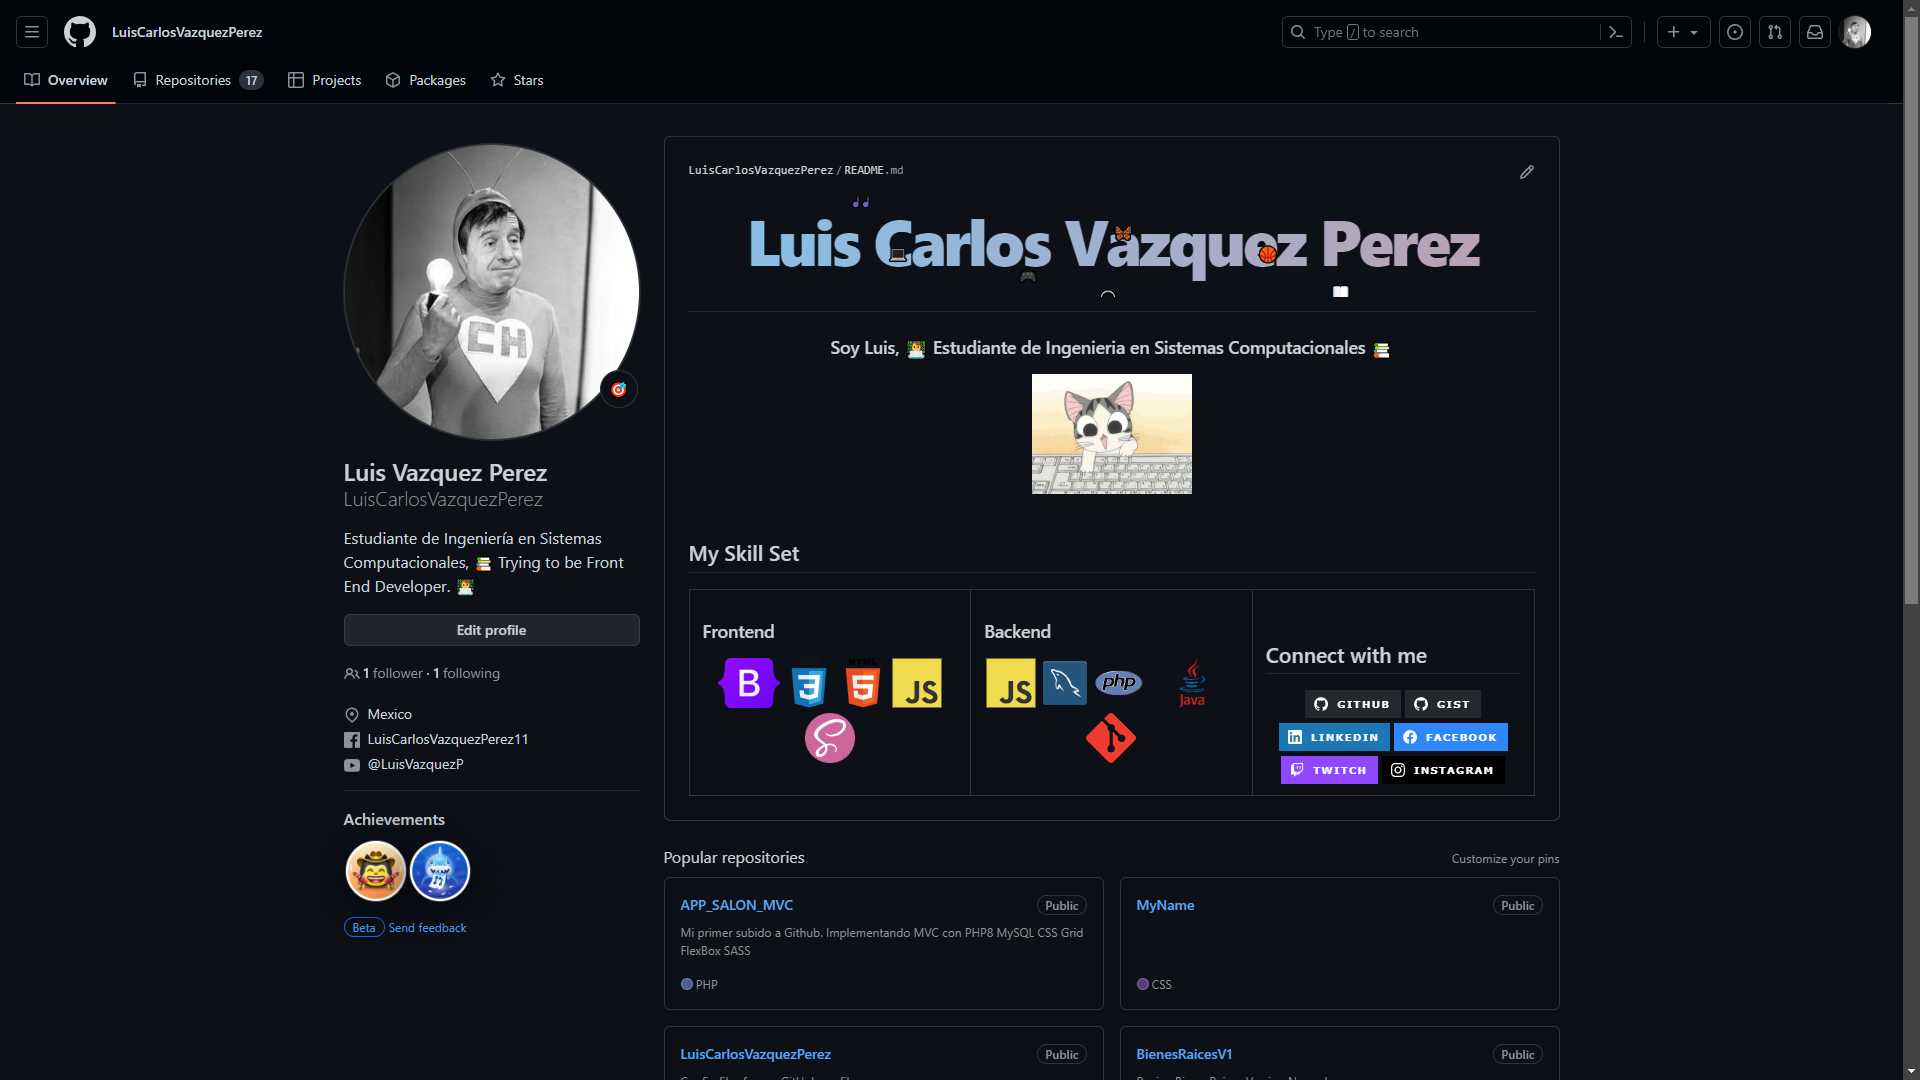 LuisCarlosVazquezPerez
Type / to search
Overview
Repositories 17
Projects
Packages
Stars
CH
Luis Vazquez Perez
LuisCarlosVazquezPerez
Estudiante de Ingeniería en Sistemas
Computacionales, Trying to be Front
End Developer.
Edit profile
1 follower · 1 following
Mexico
LuisCarlosVazquezPerez11
@LuisVazquezP
Achievements
Beta Send feedback
LuisCarlosVazquezPerez / README.md
Luis Carlos Vazquez Perez
Soy Luis, Estudiante de Ingenieria en Sistemas Computacionales
My Skill Set
Frontend
B
3
HTML
5
JS
Backend
JS
php
Java
Connect with me
GITHUB
GIST
LINKEDIN
FACEBOOK
TWITCH
INSTAGRAM
Popular repositories
Customize your pins
APP_SALON_MVC
Public
Mi primer subido a Github. Implementando MVC con PHP8 MySQL CSS Grid
FlexBox SASS
PHP
MyName
Public
CSS
LuisCarlosVazquezPerez
Public
BienesRaicesV1
Public